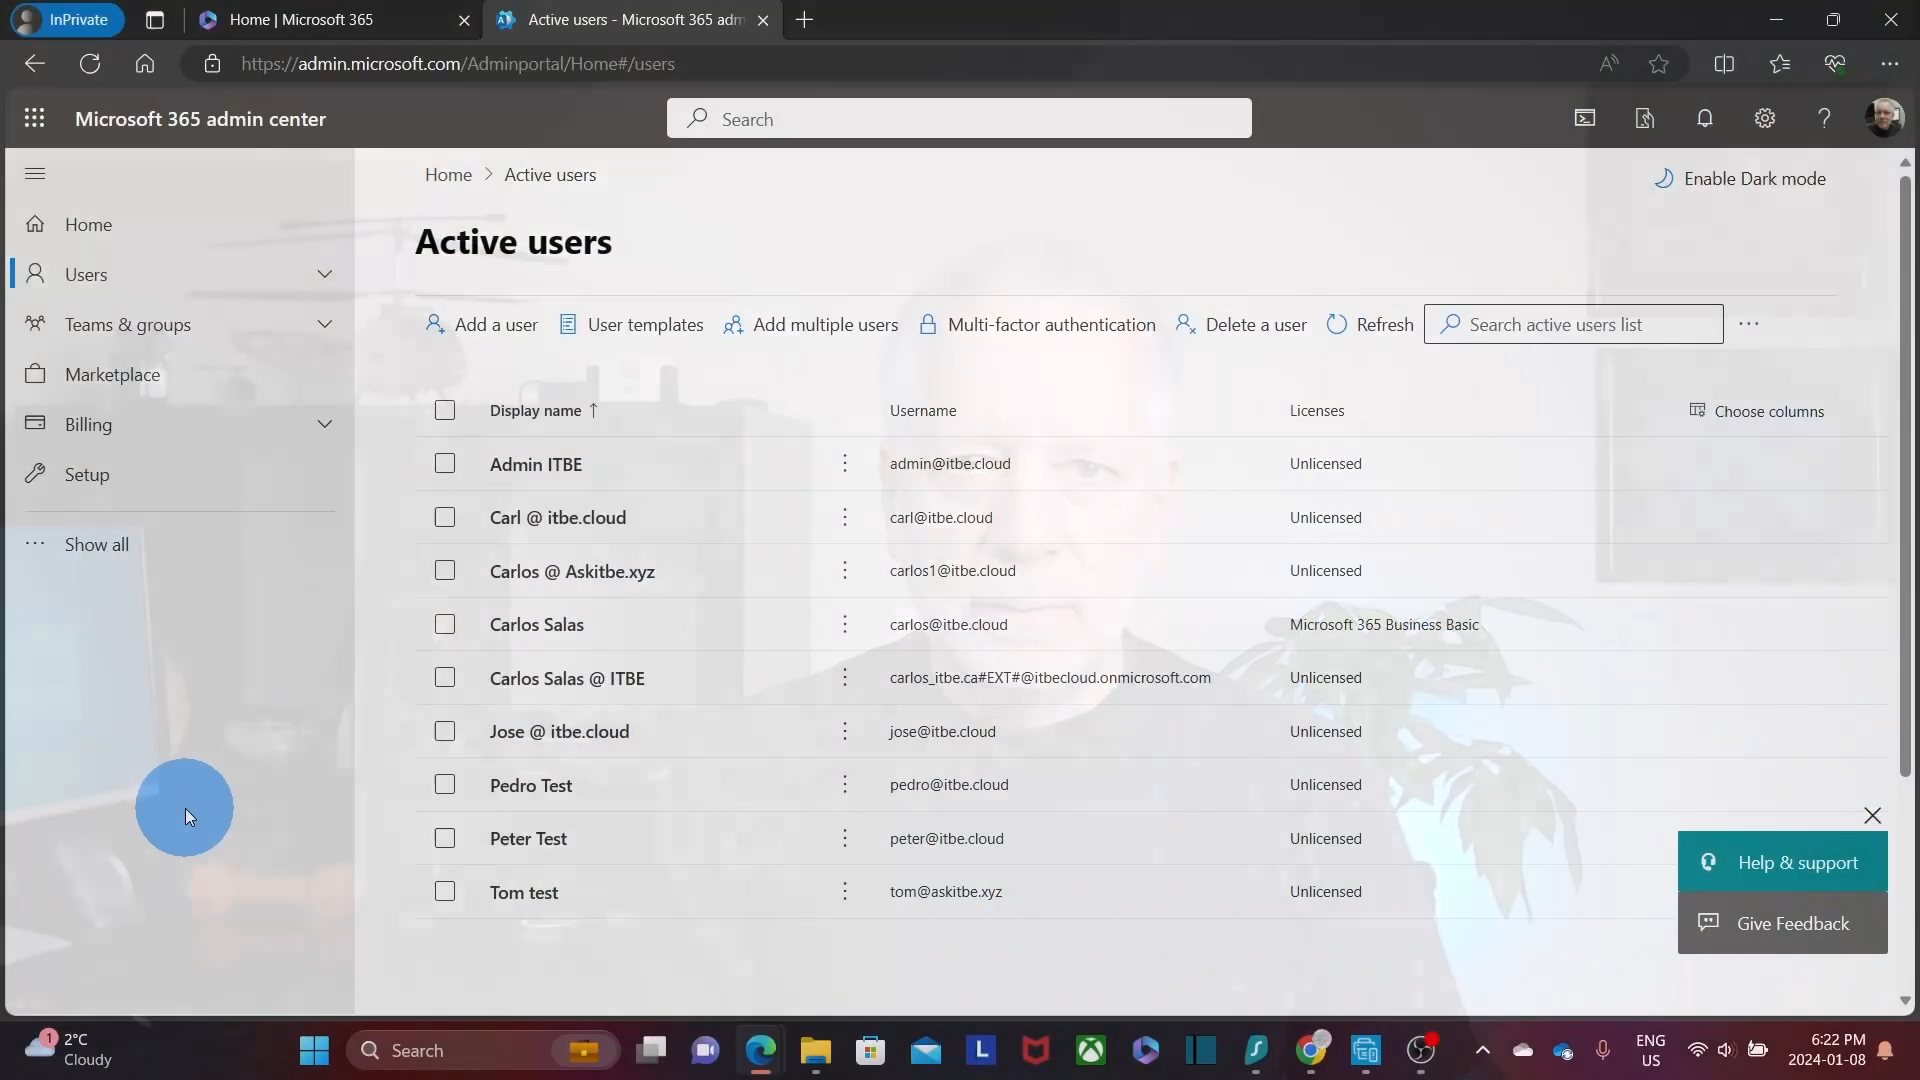 InPrivate
Home | Microsoft 365
Active users - Microsoft 365 adm
https://admin.microsoft.com/Adminportal/Home#/users
Microsoft 365 admin center
Search
Home > Active users
Enable Dark mode
Home
Users
Teams & groups
Marketplace
Billing
Setup
Show all
Active users
Add a user
User templates
Add multiple users
Multi-factor authentication
Delete a user
Refresh
Search active users list
Display name ↑ Username Licenses Choose columns
Admin ITBE admin@itbe.cloud Unlicensed
Carl @ itbe.cloud carl@itbe.cloud Unlicensed
Carlos @ Askitbe.xyz carlos1@itbe.cloud Unlicensed
Carlos Salas carlos@itbe.cloud Microsoft 365 Business Basic
Carlos Salas @ ITBE carlos_itbe.ca#EXT#@itbecloud.onmicrosoft.com Unlicensed
Jose @ itbe.cloud jose@itbe.cloud Unlicensed
Pedro Test pedro@itbe.cloud Unlicensed
Peter Test peter@itbe.cloud Unlicensed
Tom test tom@askitbe.xyz Unlicensed
Help & support
Give Feedback
1
2°C
Cloudy
Search
L
ENG
US
6:22 PM
2024-01-08